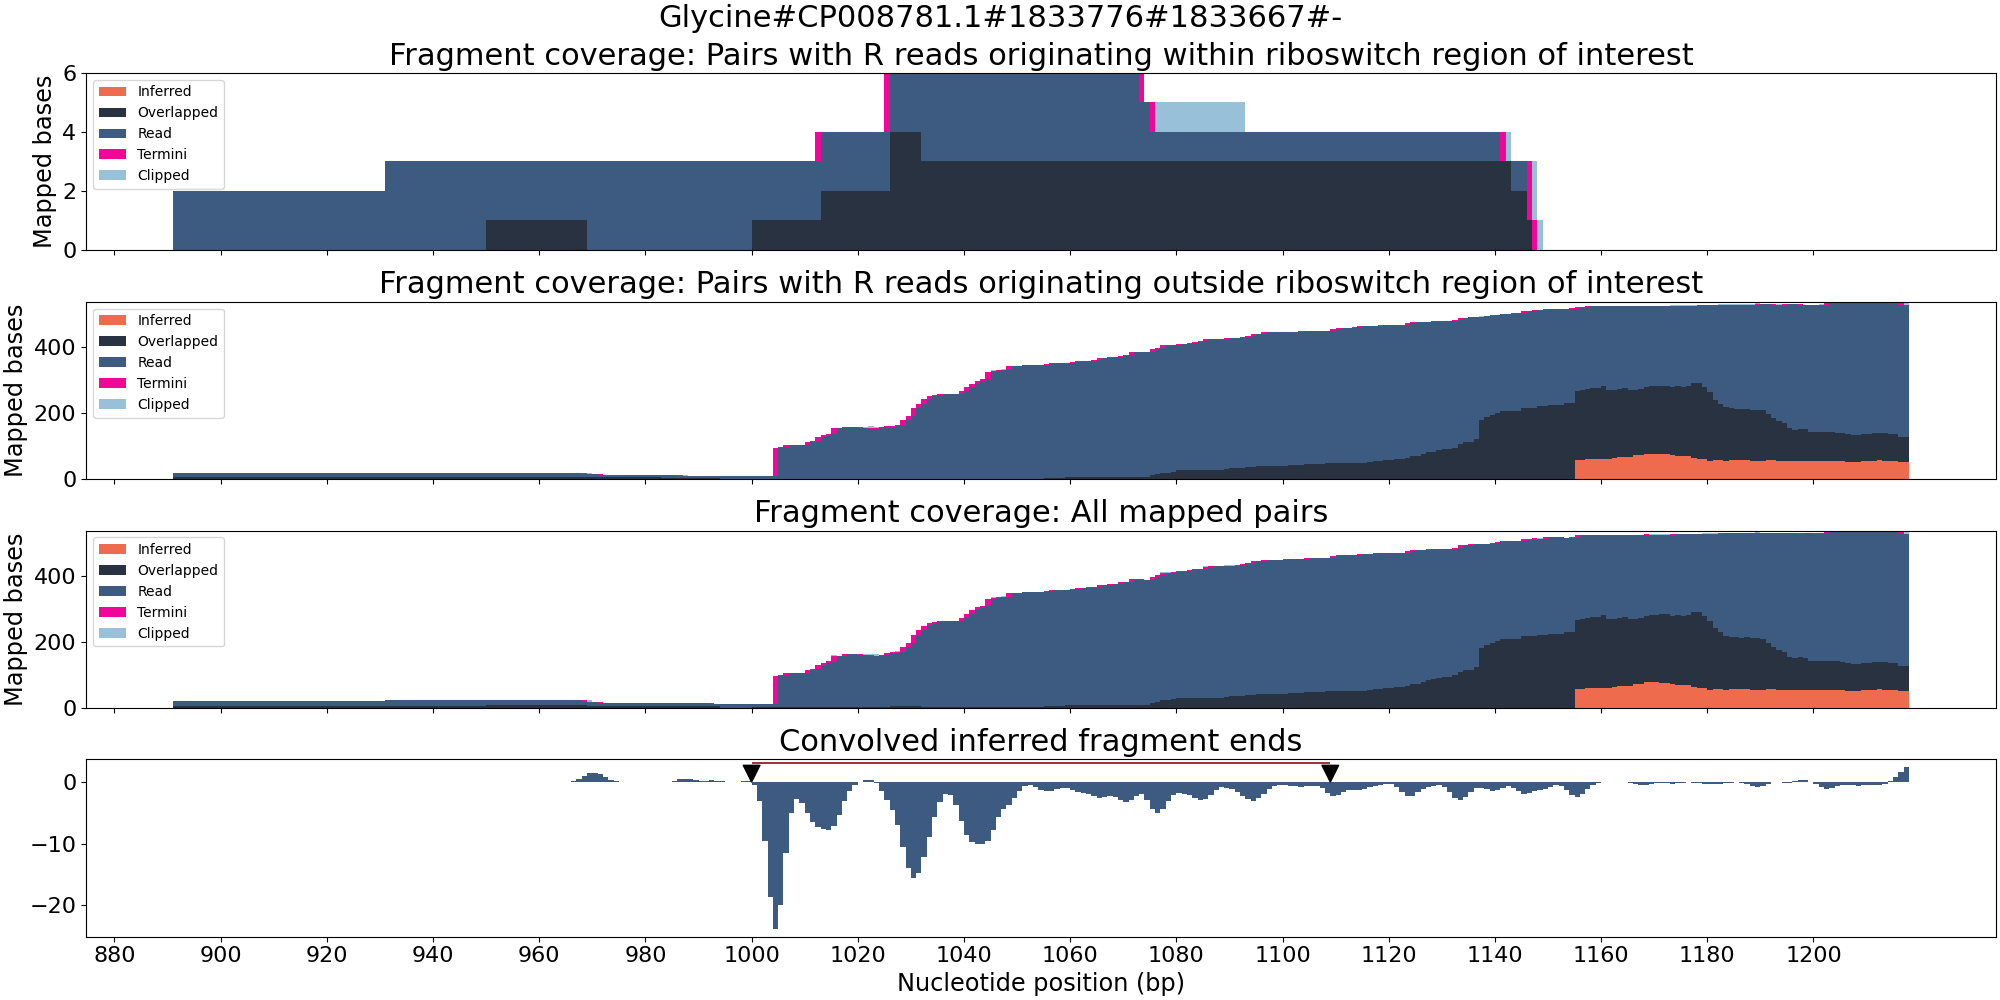 Glycine#CP008781.1#1833776#1833667#-
Fragment coverage: Pairs with R reads originating within riboswitch region of interest
Mapped bases
6
4
2
0
Inferred
Overlapped
Read
Termini
Clipped
Fragment coverage: Pairs with R reads originating outside riboswitch region of interest
Mapped bases
400
200
0
Inferred
Overlapped
Read
Termini
Clipped
Fragment coverage: All mapped pairs
Mapped bases
400
200
0
Inferred
Overlapped
Read
Termini
Clipped
Convolved inferred fragment ends
0
−10
−20
880 900 920 940 960 980 1000 1020 1040 1060 1080 1100 1120 1140 1160 1180 1200
Nucleotide position (bp)